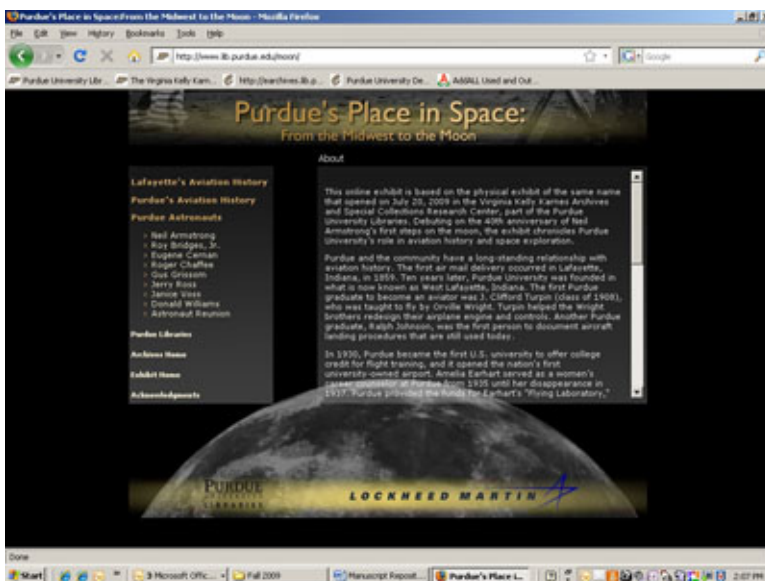 Purdue's Place in Space:From the Midwest to the Moon - Mozilla Firefox
File Edit View History Bookmarks Tools Help
http://www.lib.purdue.edu/moon/
Google
Purdue University Libr... The Virginia Kelly Karn... http://earchives.lib.p... Purdue University De... AddALL Used and Out...
Purdue's Place in Space:
From the Midwest to the Moon
About
Lafayette's Aviation History
Purdue's Aviation History
Purdue Astronauts
Neil Armstrong
Roy Bridges, Jr.
Eugene Cernan
Roger Chaffee
Gus Grissom
Jerry Ross
Janice Voss
Donald Williams
Astronaut Reunion
Purdue Libraries
Archives Home
Exhibit Home
Acknowledgments
This online exhibit is based on the physical exhibit of the same name
that opened on July 20, 2009 in the Virginia Kelly Karnes Archives
and Special Collections Research Center, part of the Purdue
University Libraries. Debuting on the 40th anniversary of Neil
Armstrong's first steps on the moon, the exhibit chronicles Purdue
University's role in aviation history and space exploration.
Purdue and the community have a long-standing relationship with
aviation history. The first air mail delivery occurred in Lafayette,
Indiana, in 1859. Ten years later, Purdue University was founded in
what is now known as West Lafayette, Indiana. The first Purdue
graduate to become an aviator was J. Clifford Turpin (class of 1908),
who was taught to fly by Orville Wright. Turpin helped the Wright
brothers redesign their airplane engine and controls. Another Purdue
graduate, Ralph Johnson, was the first person to document aircraft
landing procedures that are still used today.
In 1930, Purdue became the first U.S. university to offer college
credit for flight training, and it opened the nation's first
university-owned airport. Amelia Earhart served as a women's
career counselor at Purdue from 1935 until her disappearance in
1937. Purdue provided the funds for Earhart's "Flying Laboratory,"
PURDUE
UNIVERSITY
LIBRARIES
LOCKHEED MARTIN
Done
Start 3 Microsoft Offic... Fall 2009 Manuscript Reposit... Purdue's Place i... 2:07 PM